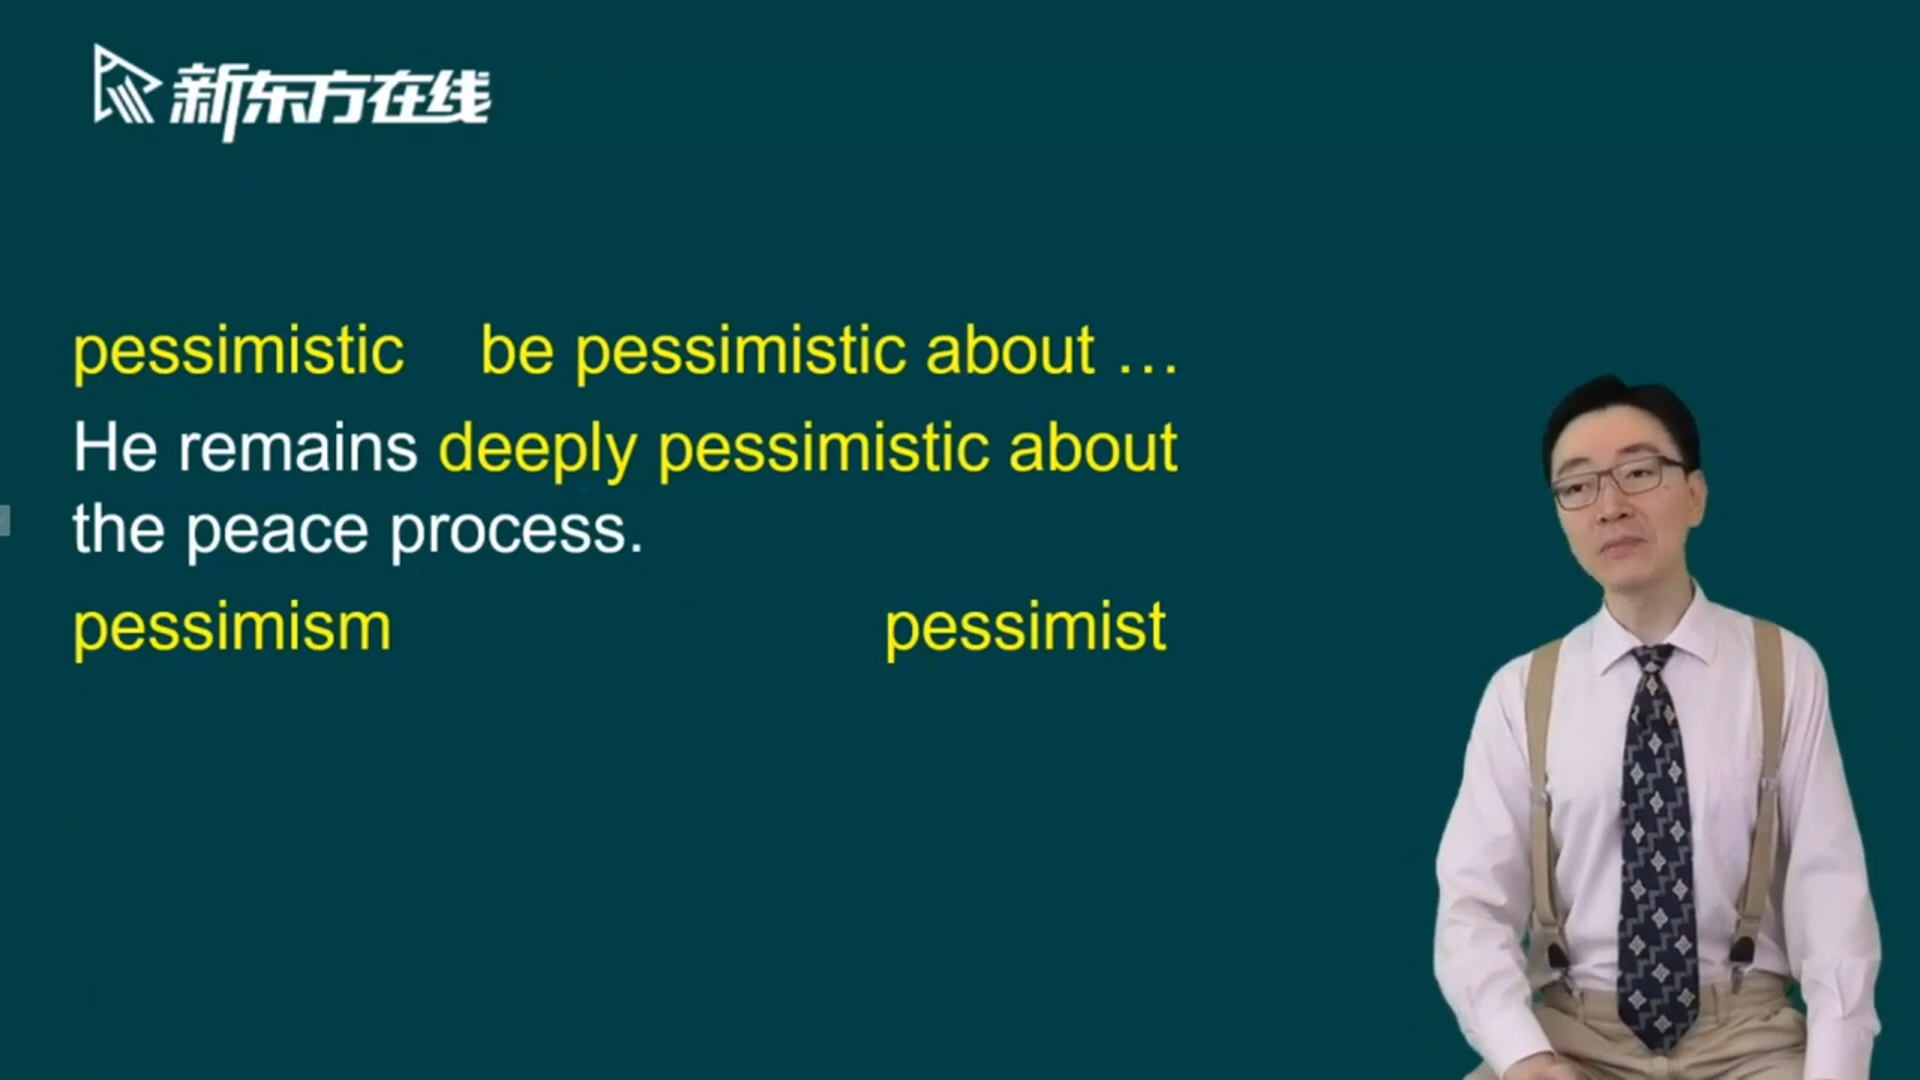 新东方在线
pessimistic be pessimistic about …
He remains deeply pessimistic about
the peace process.
pessimism pessimist